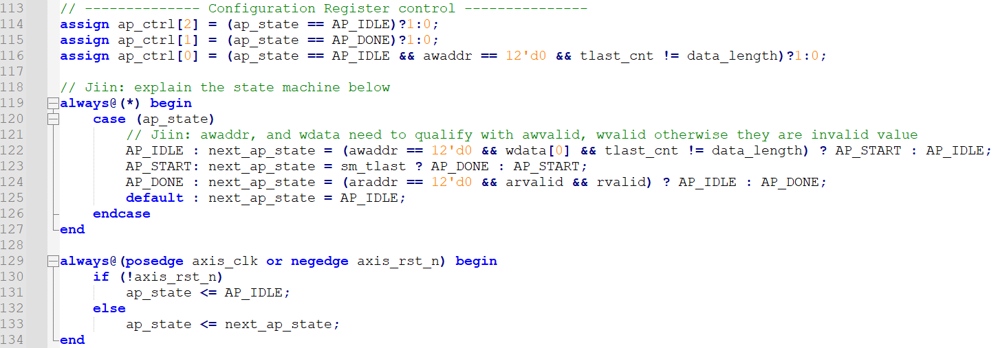 113 // -------------- Configuration Register control ---------------
114 assign ap_ctrl[2] = (ap_state == AP_IDLE)?1:0;
115 assign ap_ctrl[1] = (ap_state == AP_DONE)?1:0;
116 assign ap_ctrl[0] = (ap_state == AP_IDLE && awaddr == 12'd0 && tlast_cnt != data_length)?1:0;
117
118 // Jiin: explain the state machine below
119 always@(*) begin
120 case (ap_state)
121 // Jiin: awaddr, and wdata need to qualify with awvalid, wvalid otherwise they are invalid value
122 AP_IDLE : next_ap_state = (awaddr == 12'd0 && wdata[0] && tlast_cnt != data_length) ? AP_START : AP_IDLE;
123 AP_START: next_ap_state = sm_tlast ? AP_DONE : AP_START;
124 AP_DONE : next_ap_state = (araddr == 12'd0 && arvalid && rvalid) ? AP_IDLE : AP_DONE;
125 default : next_ap_state = AP_IDLE;
126 endcase
127 end
128
129 always@(posedge axis_clk or negedge axis_rst_n) begin
130 if (!axis_rst_n)
131 ap_state <= AP_IDLE;
132 else
133 ap_state <= next_ap_state;
134 end